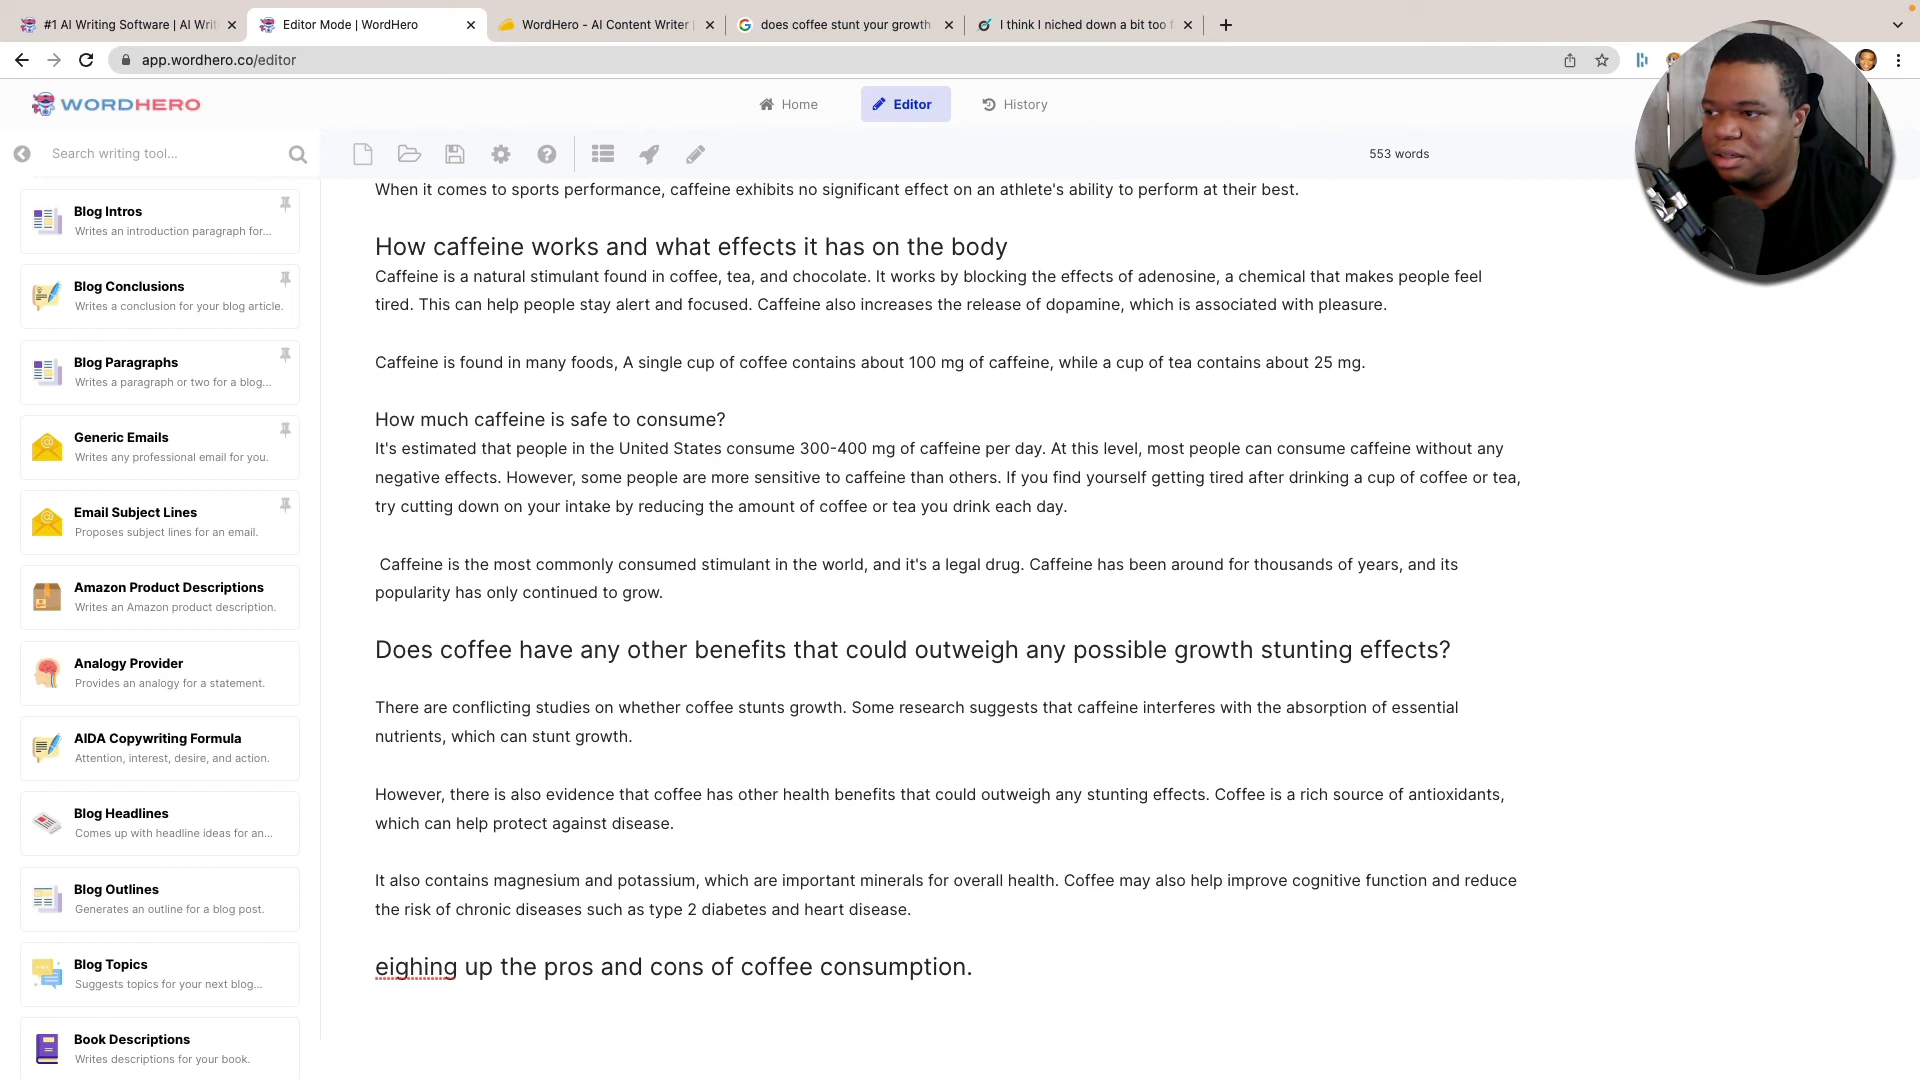 #1 AI Writing Software | AI Writ
Editor Mode | WordHero
WordHero - AI Content Writer |
does coffee stunt your growth
I think I niched down a bit too f
app.wordhero.co/editor
WORDHERO
Home
Editor
History
Search writing tool...
553 words
Blog Intros
Writes an introduction paragraph for...
Blog Conclusions
Writes a conclusion for your blog article.
Blog Paragraphs
Writes a paragraph or two for a blog...
Generic Emails
Writes any professional email for you.
Email Subject Lines
Proposes subject lines for an email.
Amazon Product Descriptions
Writes an Amazon product description.
Analogy Provider
Provides an analogy for a statement.
AIDA Copywriting Formula
Attention, interest, desire, and action.
Blog Headlines
Comes up with headline ideas for an...
Blog Outlines
Generates an outline for a blog post.
Blog Topics
Suggests topics for your next blog...
Book Descriptions
Writes descriptions for your book.
When it comes to sports performance, caffeine exhibits no significant effect on an athlete's ability to perform at their best.
How caffeine works and what effects it has on the body
Caffeine is a natural stimulant found in coffee, tea, and chocolate. It works by blocking the effects of adenosine, a chemical that makes people feel
tired. This can help people stay alert and focused. Caffeine also increases the release of dopamine, which is associated with pleasure.
Caffeine is found in many foods, A single cup of coffee contains about 100 mg of caffeine, while a cup of tea contains about 25 mg.
How much caffeine is safe to consume?
It's estimated that people in the United States consume 300-400 mg of caffeine per day. At this level, most people can consume caffeine without any
negative effects. However, some people are more sensitive to caffeine than others. If you find yourself getting tired after drinking a cup of coffee or tea,
try cutting down on your intake by reducing the amount of coffee or tea you drink each day.
Caffeine is the most commonly consumed stimulant in the world, and it's a legal drug. Caffeine has been around for thousands of years, and its
popularity has only continued to grow.
Does coffee have any other benefits that could outweigh any possible growth stunting effects?
There are conflicting studies on whether coffee stunts growth. Some research suggests that caffeine interferes with the absorption of essential
nutrients, which can stunt growth.
However, there is also evidence that coffee has other health benefits that could outweigh any stunting effects. Coffee is a rich source of antioxidants,
which can help protect against disease.
It also contains magnesium and potassium, which are important minerals for overall health. Coffee may also help improve cognitive function and reduce
the risk of chronic diseases such as type 2 diabetes and heart disease.
eighing up the pros and cons of coffee consumption.